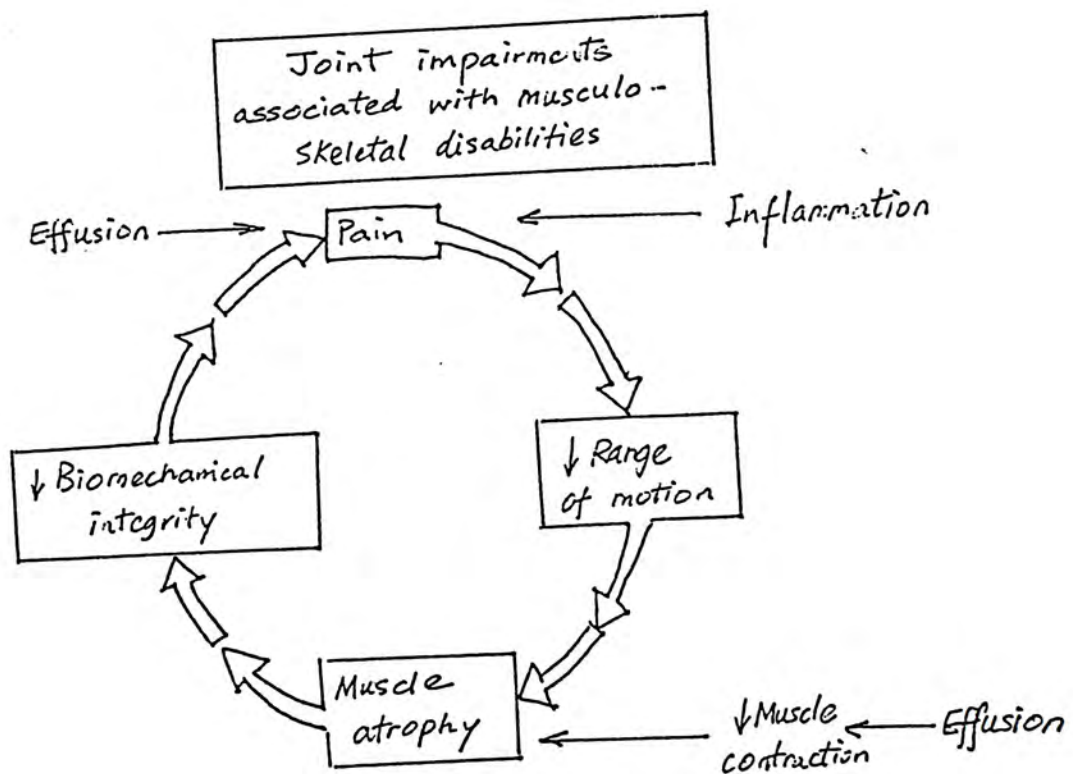 Joint impairments
associated with musculo-
skeletal disabilities
Effusion
Pain
Inflammation
↓ Range
of motion
↓ Biomechanical
integrity
Muscle
atrophy
↓ Muscle
contraction
Effusion